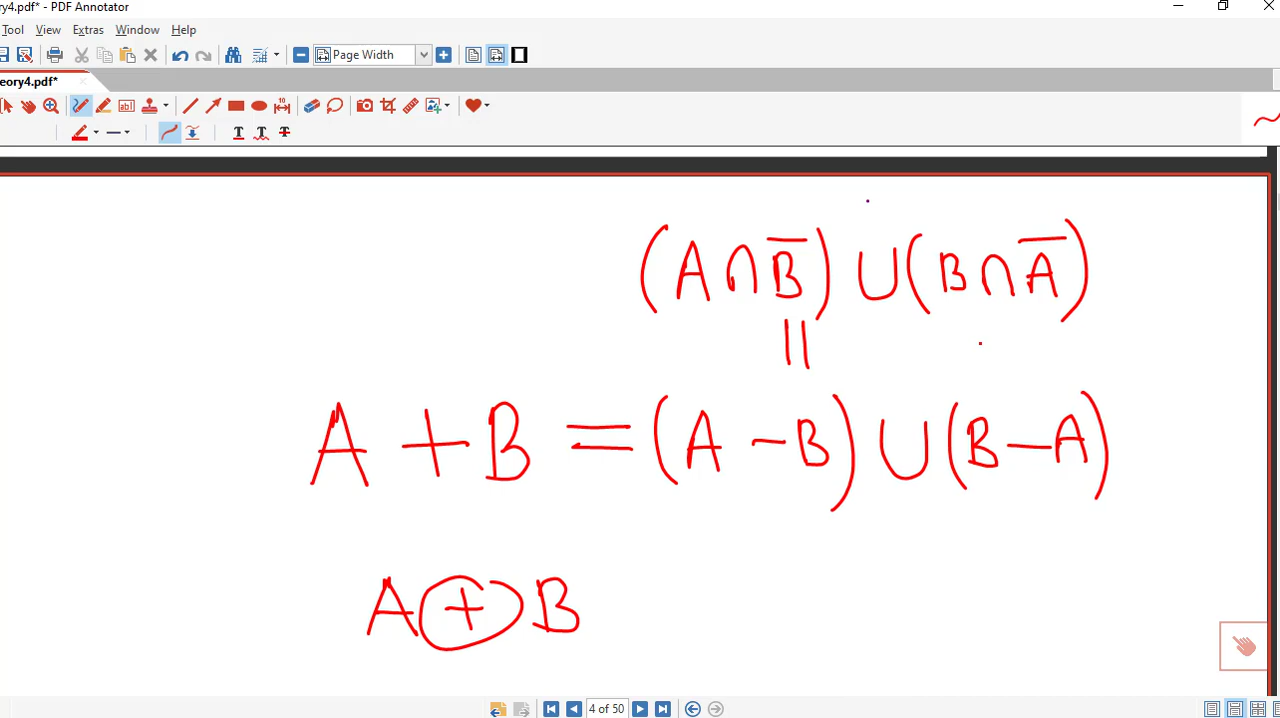 ry4.pdf* - PDF Annotator
Tool View Extras Window Help
Page Width
eory4.pdf*
(A∩B̅) ∪ (B∩A̅)
||
A + B = (A - B) ∪ (B - A)
A ⊕ B
4 of 50